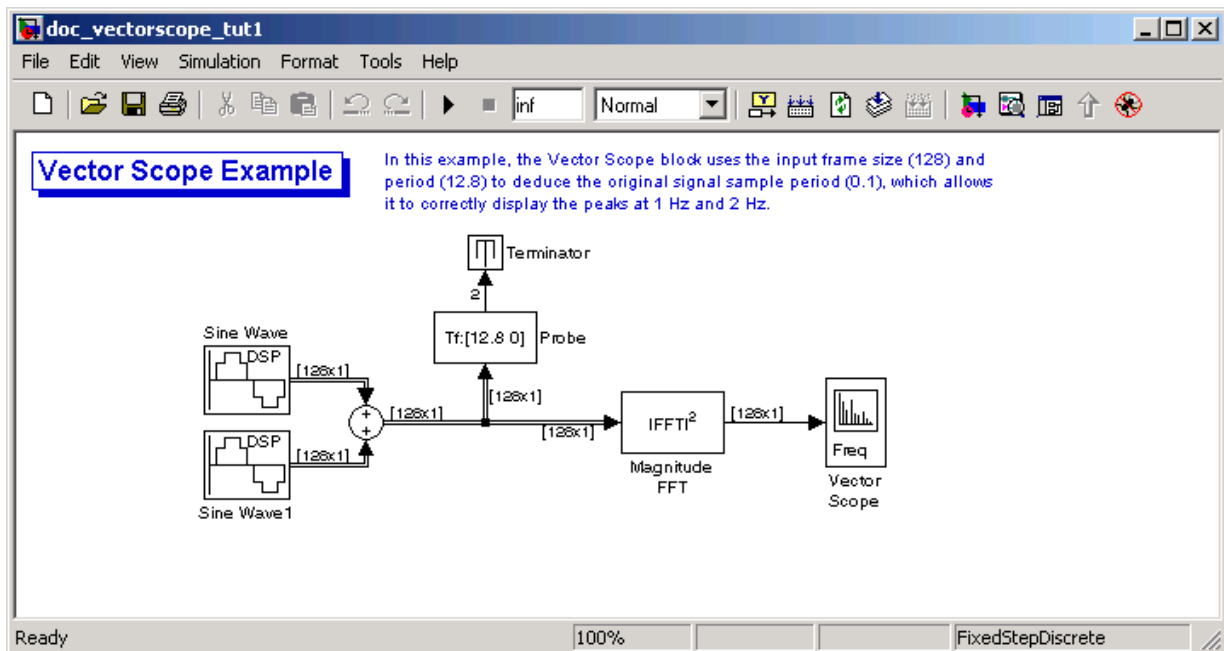 doc_vectorscope_tut1
File Edit View Simulation Format Tools Help
inf Normal
Vector Scope Example
In this example, the Vector Scope block uses the input frame size (128) and
period (12.8) to deduce the original signal sample period (0.1), which allows
it to correctly display the peaks at 1 Hz and 2 Hz.
Terminator
2
Tf:[12.8 0] Probe
Sine Wave
DSP
[128x1]
[128x1]
+
+
[128x1]
[128x1]
|FFT|²
[128x1]
Freq
DSP
[128x1]
Magnitude
FFT
Vector
Scope
Sine Wave1
Ready 100% FixedStepDiscrete